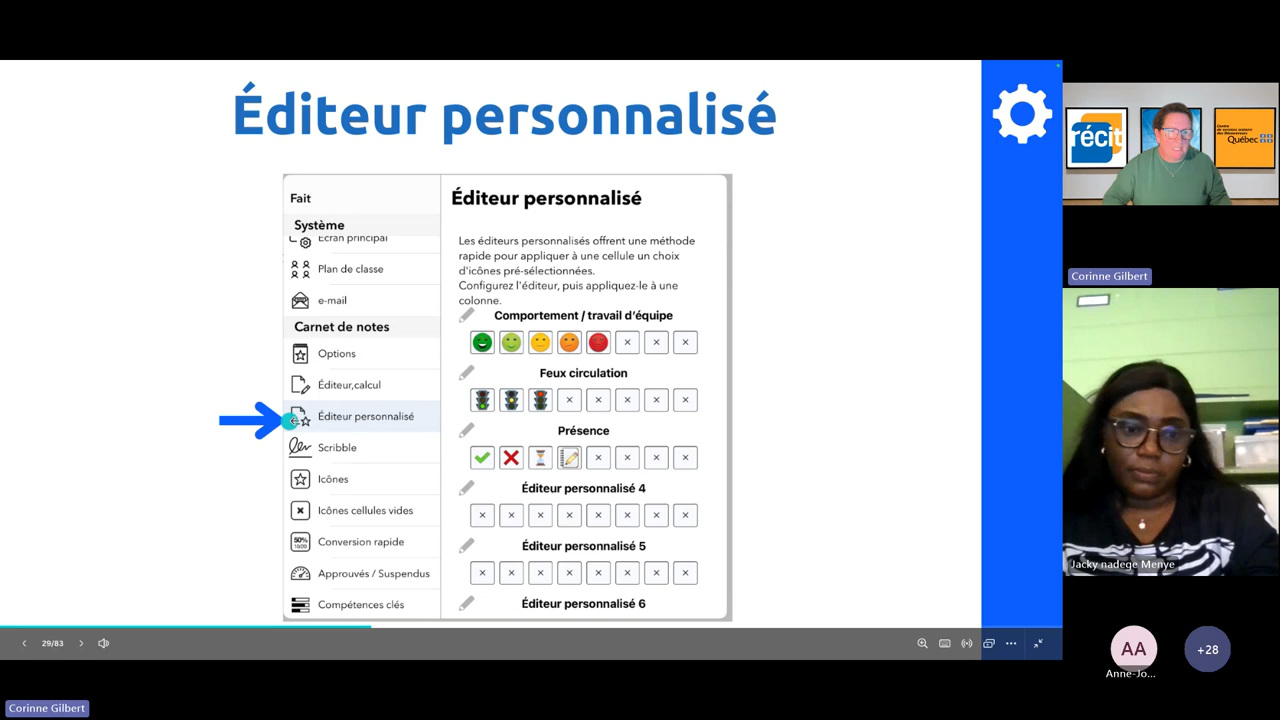 Éditeur personnalisé
Fait
Système
Écran principal
Plan de classe
e-mail
Carnet de notes
Options
Éditeur,calcul
Éditeur personnalisé
Scribble
Icônes
Icônes cellules vides
50%
10/20
Conversion rapide
Approuvés / Suspendus
Compétences clés
Éditeur personnalisé
Les éditeurs personnalisés offrent une méthode
rapide pour appliquer à une cellule un choix
d'icônes pré-sélectionnées.
Configurez l'éditeur, puis appliquez-le à une
colonne.
Comportement / travail d'équipe
Feux circulation
Présence
Éditeur personnalisé 4
Éditeur personnalisé 5
Éditeur personnalisé 6
29/83
récit
Québec
Corinne Gilbert
Jacky nadege Menye
AA
Anne-Jo...
+28
Corinne Gilbert